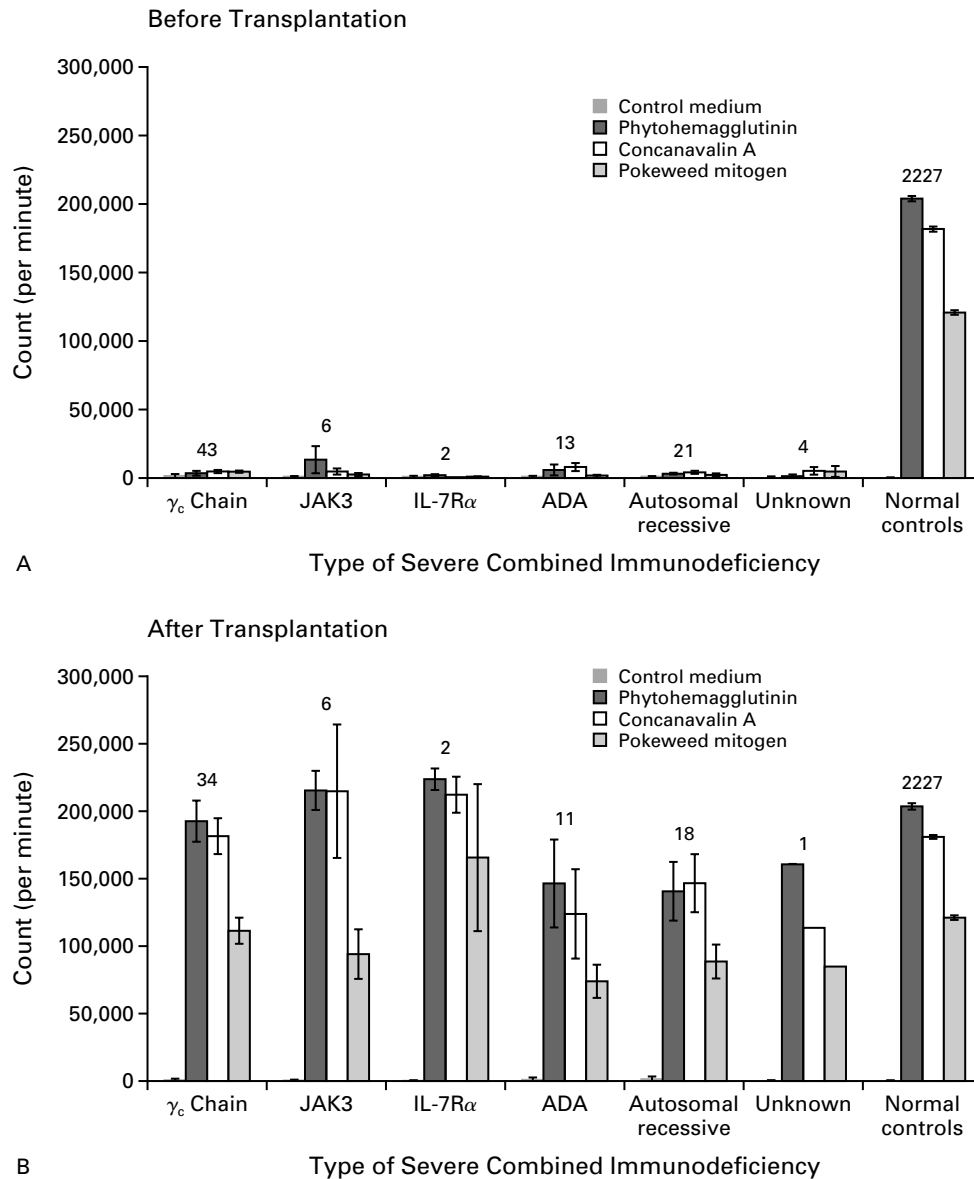 Before Transplantation
300,000
250,000
200,000
150,000
100,000
50,000
0
Count (per minute)
Control medium
Phytohemagglutinin
Concanavalin A
Pokeweed mitogen
43
6
2
13
21
4
2227
γc Chain
JAK3
IL-7Rα
ADA
Autosomal
recessive
Unknown
Normal
controls
A
Type of Severe Combined Immunodeficiency
After Transplantation
300,000
250,000
200,000
150,000
100,000
50,000
0
Count (per minute)
Control medium
Phytohemagglutinin
Concanavalin A
Pokeweed mitogen
34
6
2
11
18
1
2227
γc Chain
JAK3
IL-7Rα
ADA
Autosomal
recessive
Unknown
Normal
controls
B
Type of Severe Combined Immunodeficiency